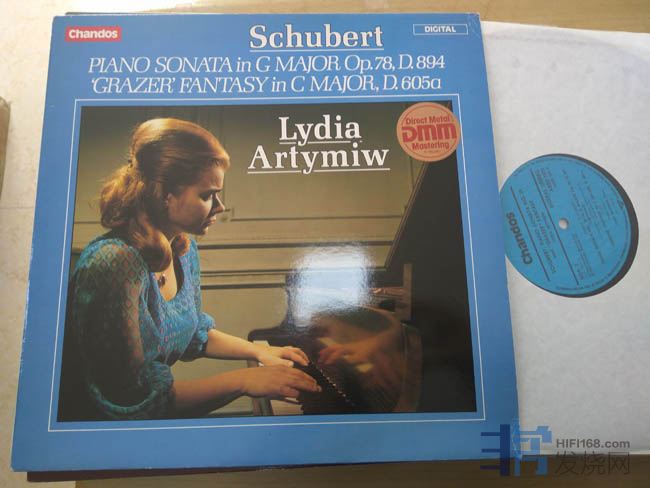 Chandos
Schubert
DIGITAL
PIANO SONATA in G MAJOR Op.78, D.894
'GRAZER' FANTASY in C MAJOR, D.605a
Lydia
Artymiw
Direct Metal
DMM
Mastering
Chandos
HIFI168.com
发烧网